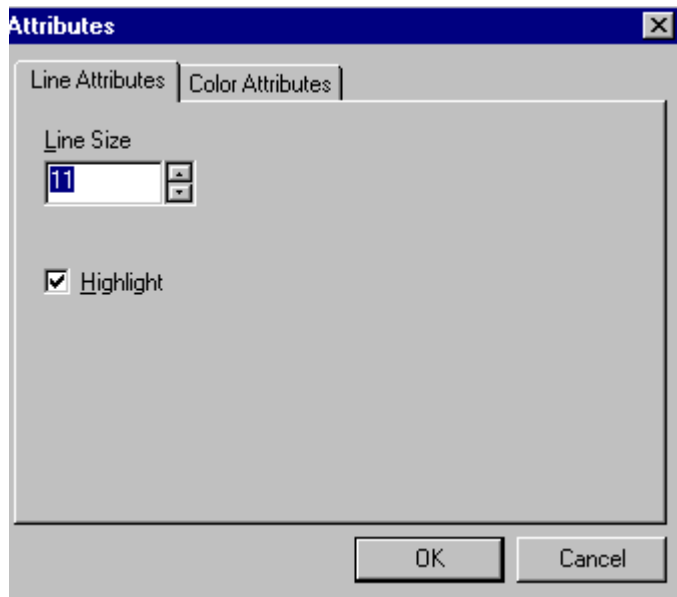 Attributes
Line Attributes Color Attributes
Line Size
11
Highlight
OK Cancel